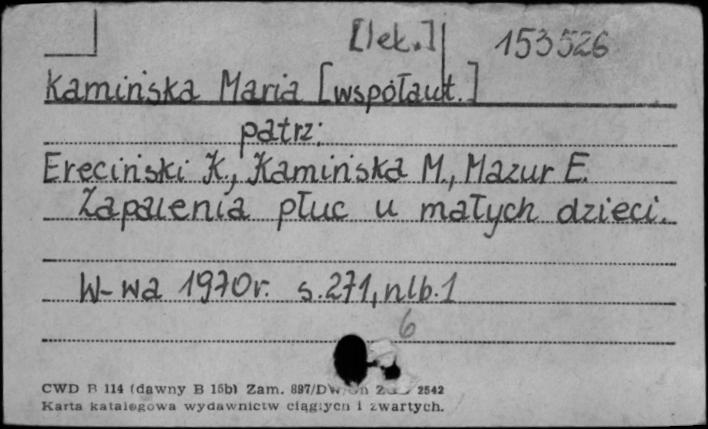 [lek.] 153526
Kamińska Maria [współaut.]
patrz:
Ereciński K., Kamińska M., Mazur E.
Zapalenia płuc u małych dzieci.
W-wa 1970r. s.271, nlb.1
6
CWD B 114 (dawny B 15b) Zam. 897/DW 2542
Karta katalogowa wydawnictw ciągłych i zwartych.